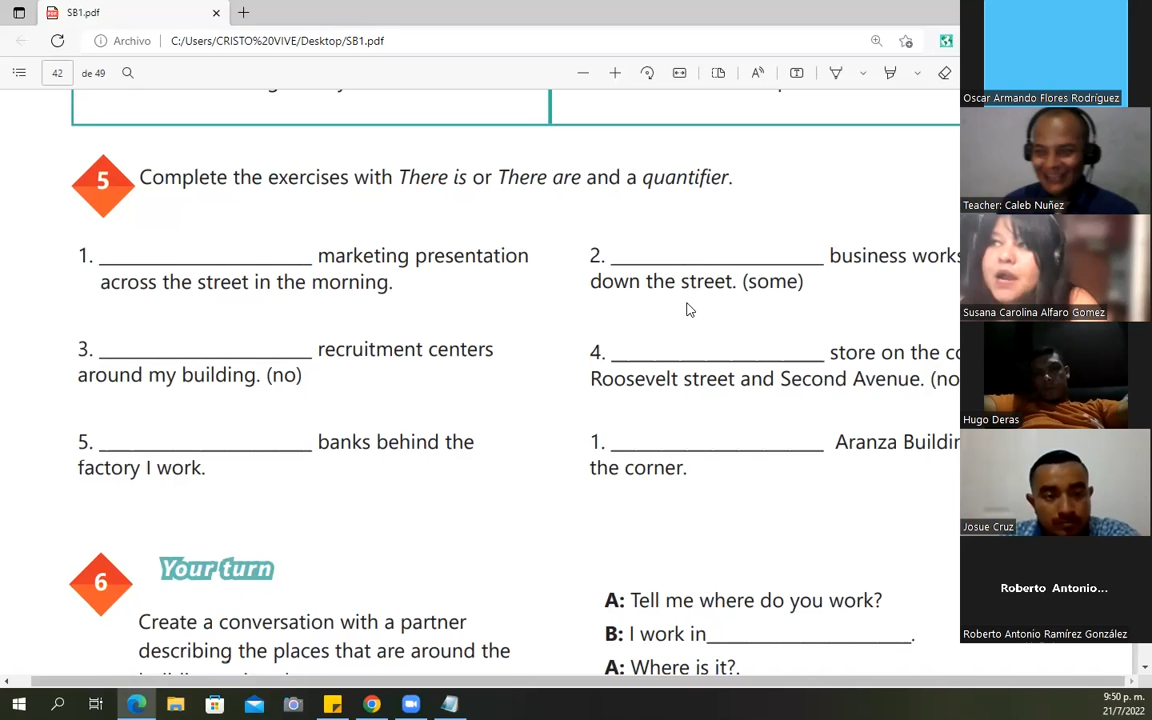 SB1.pdf
Archivo
C:/Users/CRISTO%20VIVE/Desktop/SB1.pdf
42 de 49
5 Complete the exercises with There is or There are and a quantifier.
1. ____________________ marketing presentation
across the street in the morning.
2. ____________________ business works
down the street. (some)
3. ____________________ recruitment centers
around my building. (no)
4. ____________________ store on the co
Roosevelt street and Second Avenue. (no
5. ____________________ banks behind the
factory I work.
1. ____________________ Aranza Buildin
the corner.
6 Your turn
Create a conversation with a partner
describing the places that are around the
A: Tell me where do you work?
B: I work in____________________.
A: Where is it?.
Oscar Armando Flores Rodríguez
Teacher: Caleb Nuñez
Susana Carolina Alfaro Gomez
Hugo Deras
Josue Cruz
Roberto Antonio...
Roberto Antonio Ramírez González
9:50 p. m.
21/7/2022